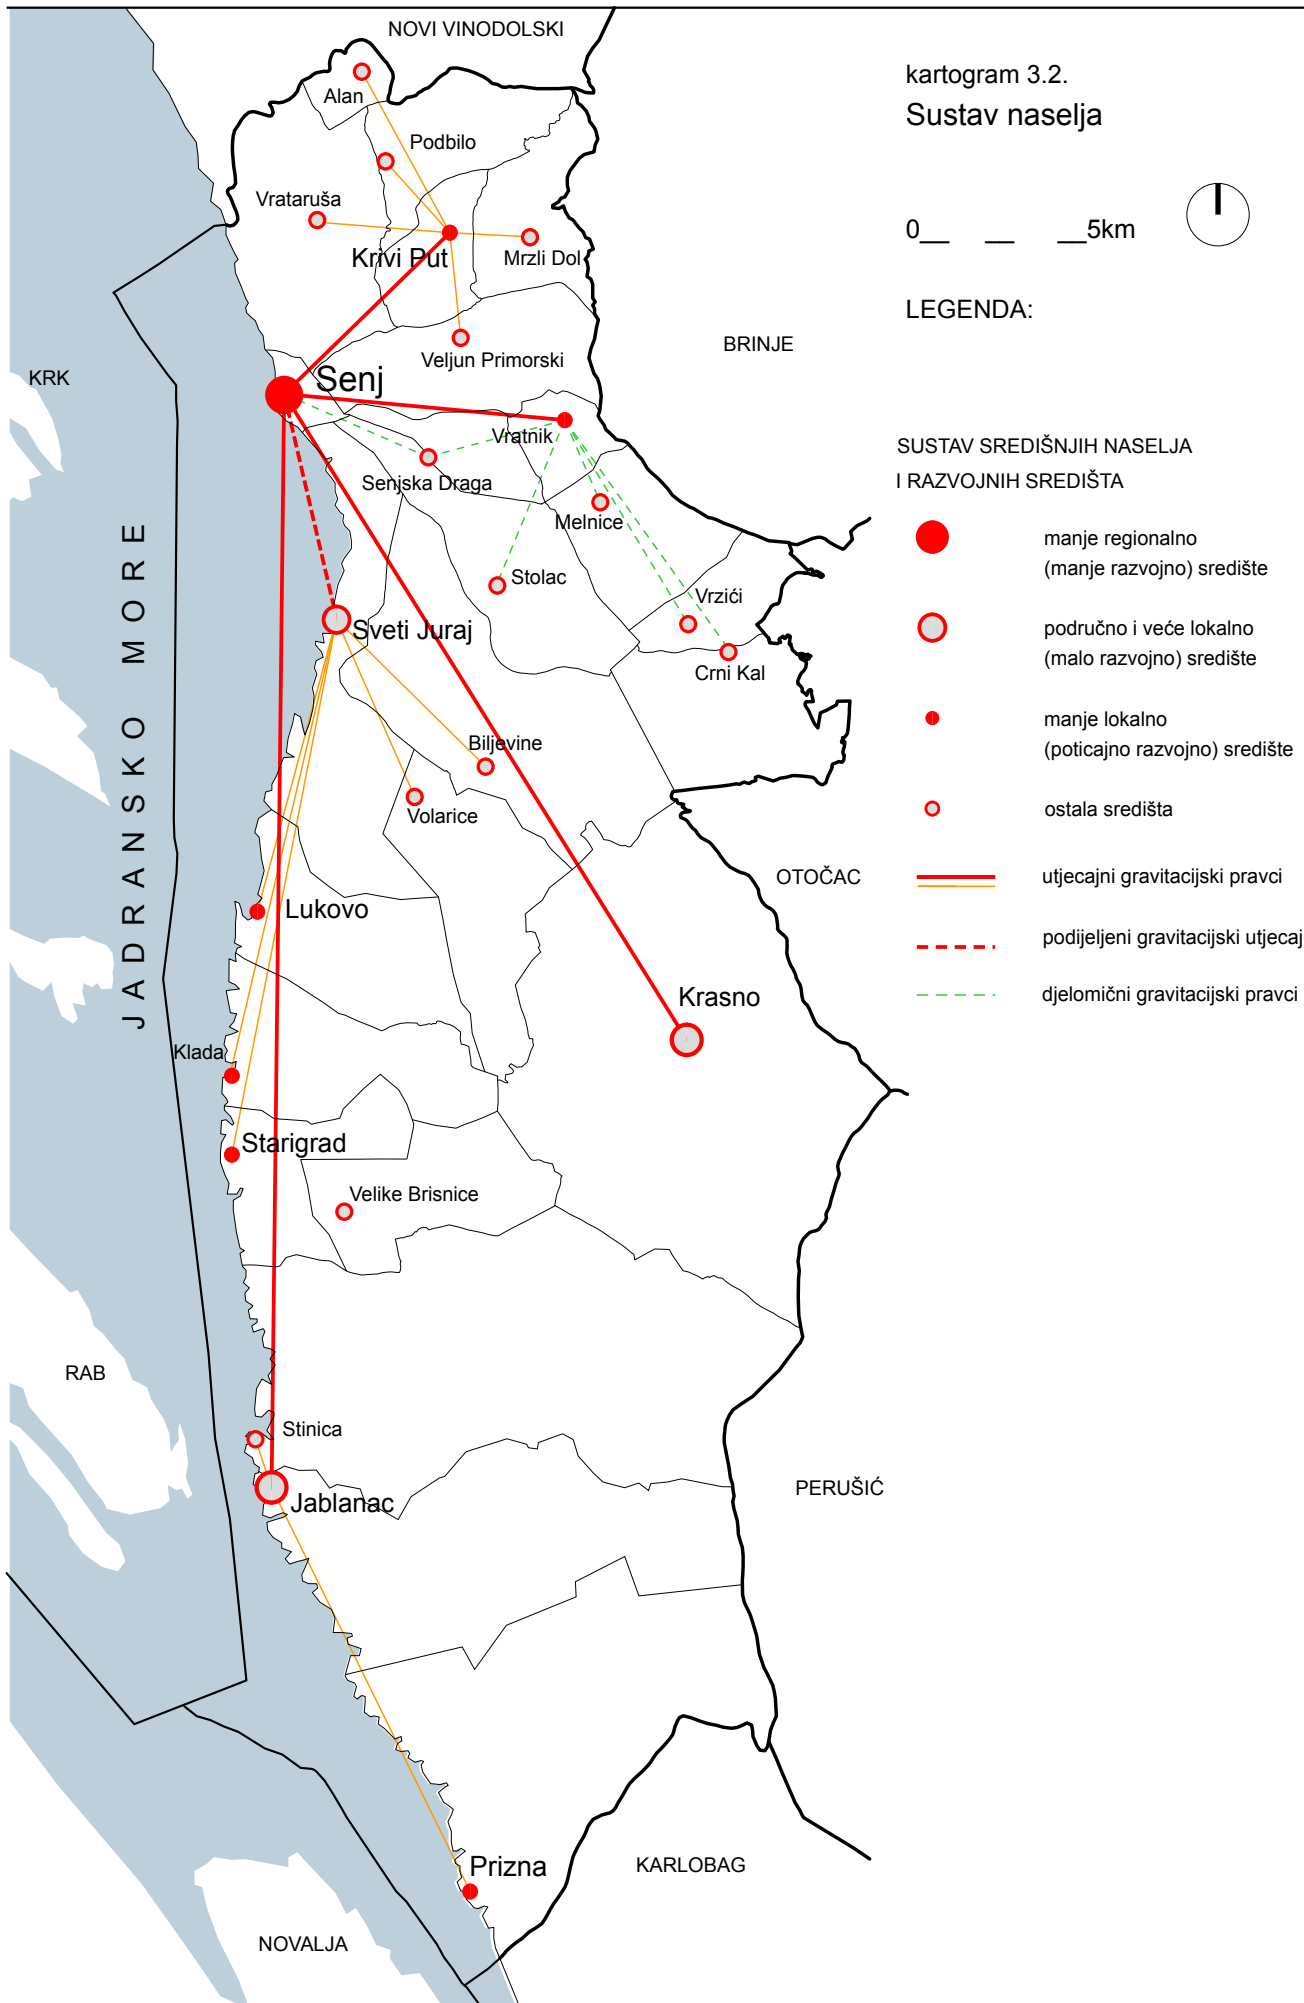 NOVI VINODOLSKI
kartogram 3.2.
Sustav naselja
0__ __ __5km
LEGENDA:
SUSTAV SREDIŠNJIH NASELJA
I RAZVOJNIH SREDIŠTA
manje regionalno
(manje razvojno) središte
područno i veće lokalno
(malo razvojno) središte
manje lokalno
(poticajno razvojno) središte
ostala središta
utjecajni gravitacijski pravci
podijeljeni gravitacijski utjecaj
djelomični gravitacijski pravci
Alan
Podbilo
Vrataruša
Krivi Put
Mrzli Dol
Veljun Primorski
BRINJE
KRK
Senj
Vratnik
Senjska Draga
Melnice
Stolac
Vrzići
Sveti Juraj
Crni Kal
JADRANSKO MORE
Biljevine
Volarice
OTOČAC
Lukovo
Krasno
Klada
Starigrad
Velike Brisnice
RAB
Stinica
PERUŠIĆ
Jablanac
Prizna
KARLOBAG
NOVALJA